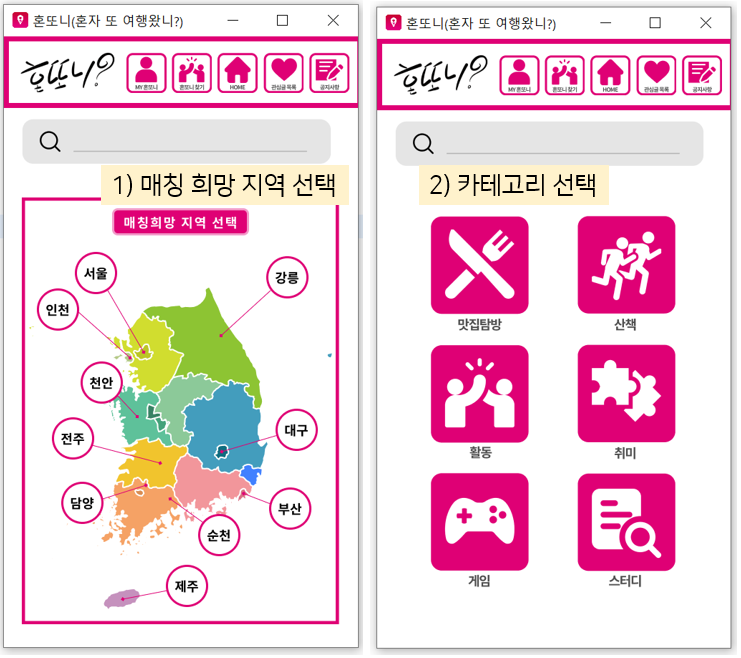 혼또니(혼자 또 여행왔니?)
혼또니?
MY 혼또니
혼또니 찾기
HOME
관심글 목록
공지사항
1) 매칭 희망 지역 선택
매칭희망 지역 선택
서울
강릉
인천
천안
전주
대구
담양
부산
순천
제주
혼또니(혼자 또 여행왔니?)
혼또니?
MY 혼또니
혼또니 찾기
HOME
관심글 목록
공지사항
2) 카테고리 선택
맛집탐방
산책
활동
취미
게임
스터디